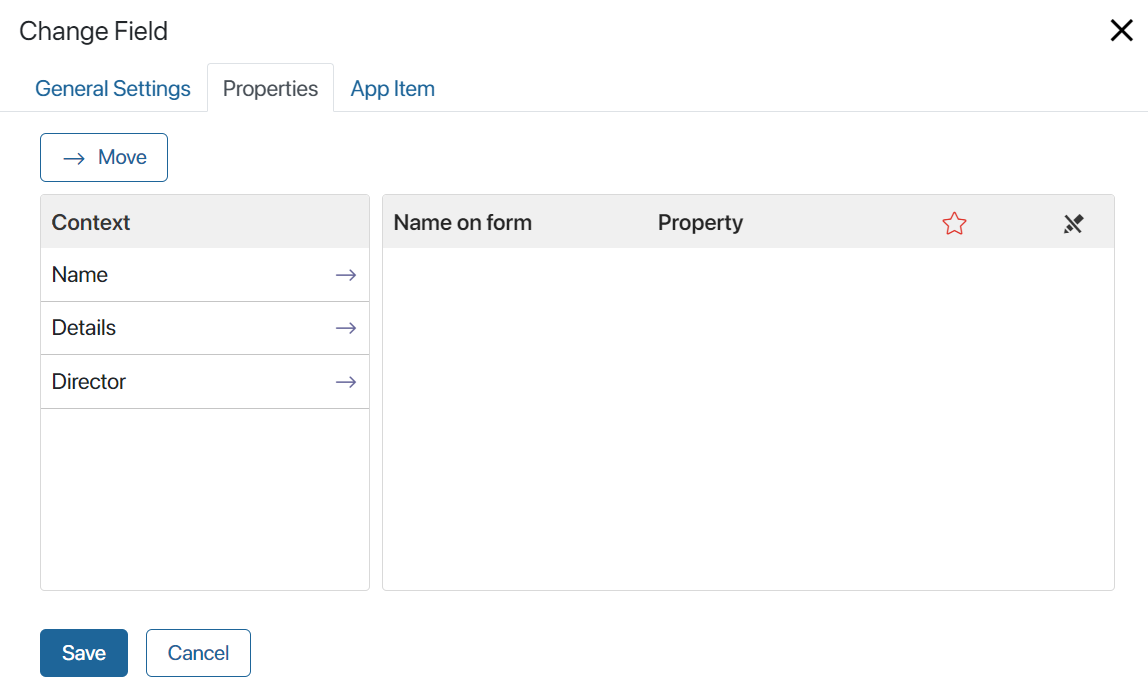 Change Field
General Settings Properties App Item
Move
Context
Name on form Property
Name
Details
Director
Save Cancel